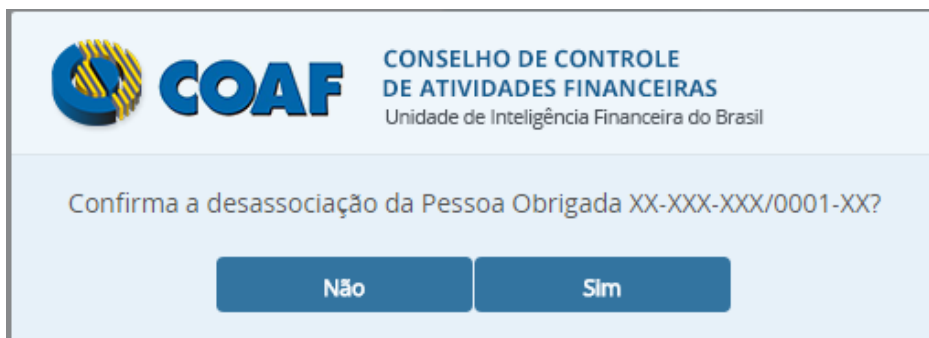 COAF
CONSELHO DE CONTROLE
DE ATIVIDADES FINANCEIRAS
Unidade de Inteligência Financeira do Brasil
Confirma a desassociação da Pessoa Obrigada XX-XXX-XXX/0001-XX?
Não
Sim